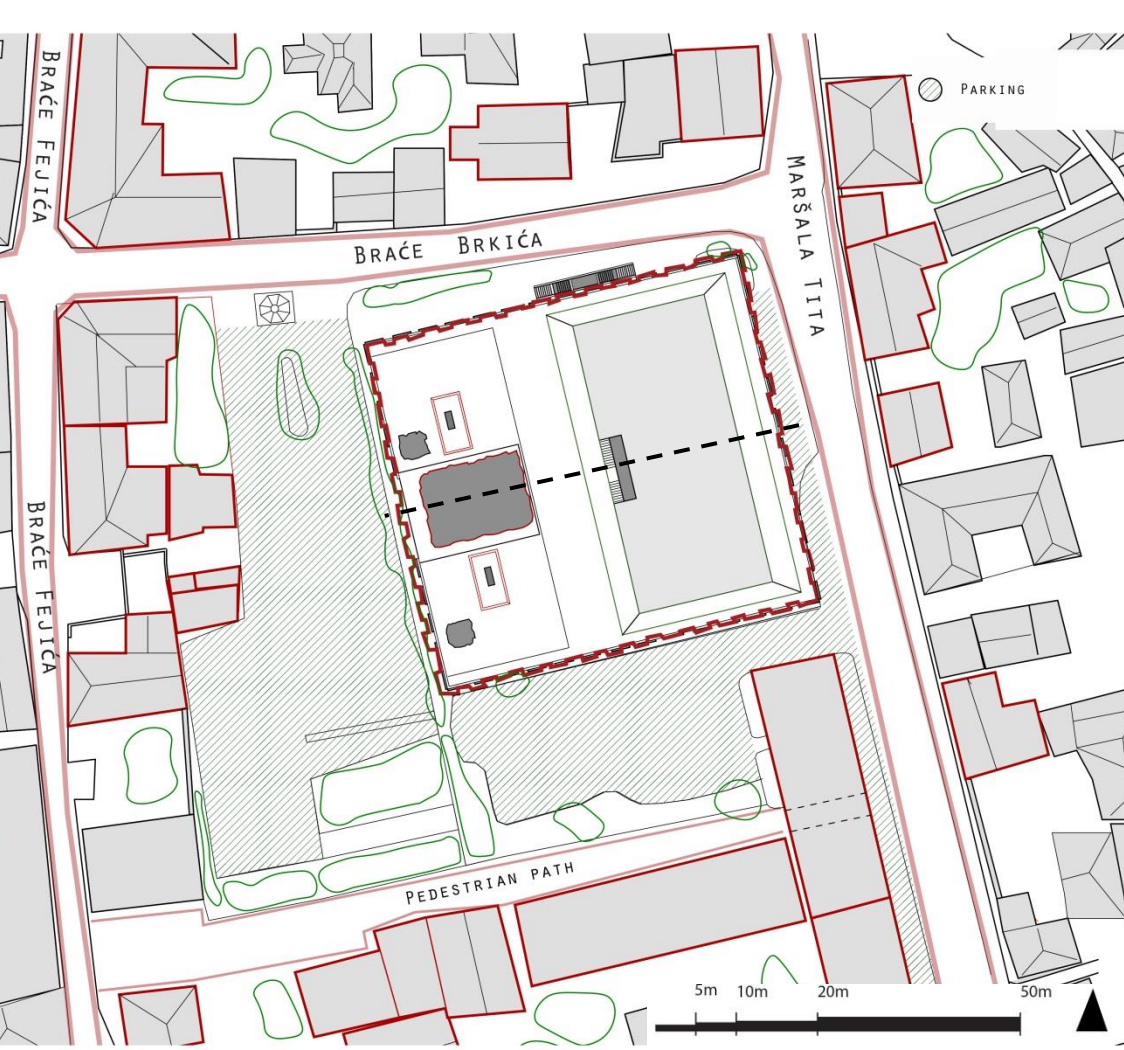 BRAĆE FEJIĆA
PARKING
MARŠALA TITA
BRAĆE BRKIĆA
BRAĆE FEJIĆA
PEDESTRIAN PATH
5m 10m 20m 50m